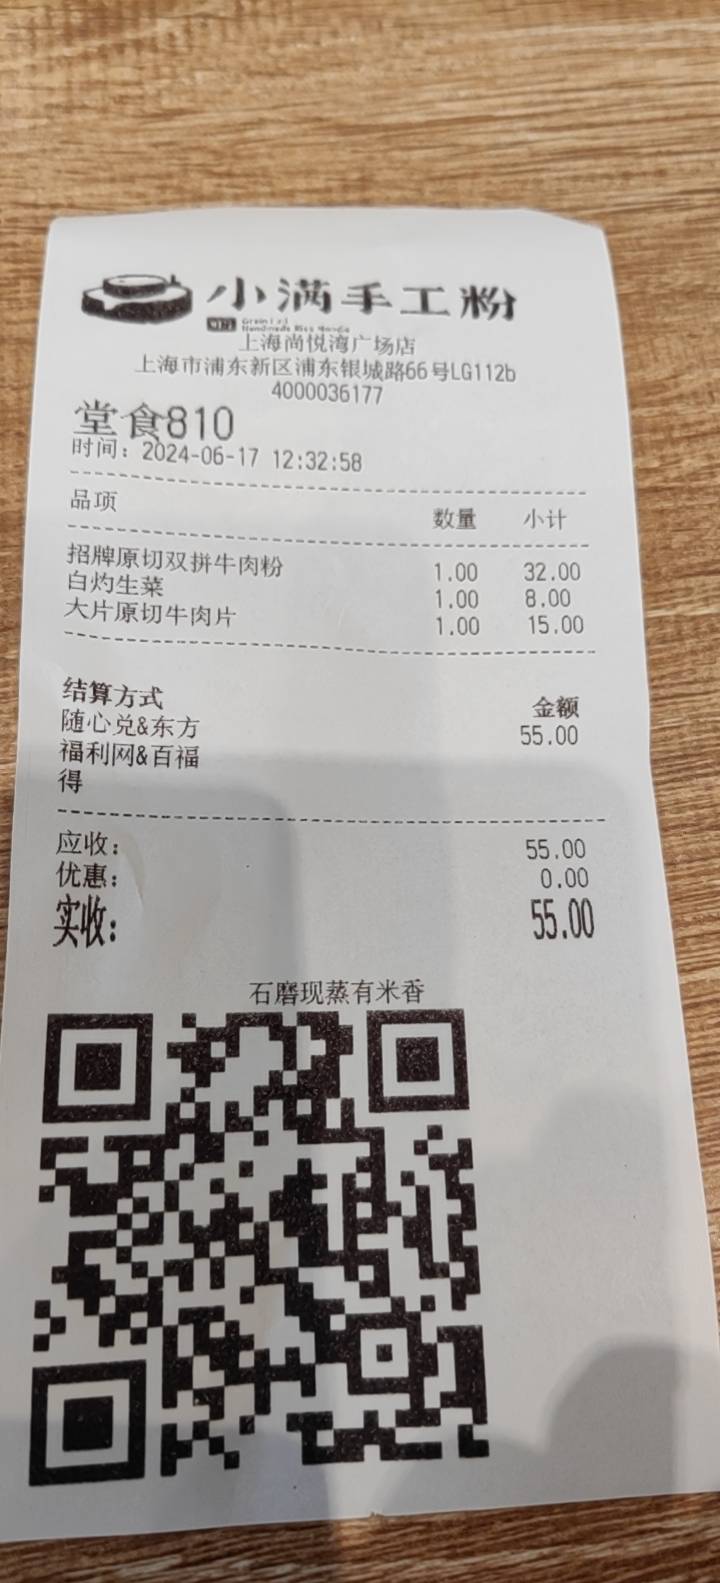 小满手工粉
Grain Full
Handmade Rice Noodle
上海尚悦湾广场店
上海市浦东新区浦东银城路66号LG112b
4000036177
堂食810
时间：2024-06-17 12:32:58
品项 数量 小计
招牌原切双拼牛肉粉 1.00 32.00
白灼生菜 1.00 8.00
大片原切牛肉片 1.00 15.00
结算方式 金额
随心兑&东方 55.00
福利网&百福
得
应收： 55.00
优惠： 0.00
实收： 55.00
石磨现蒸有米香